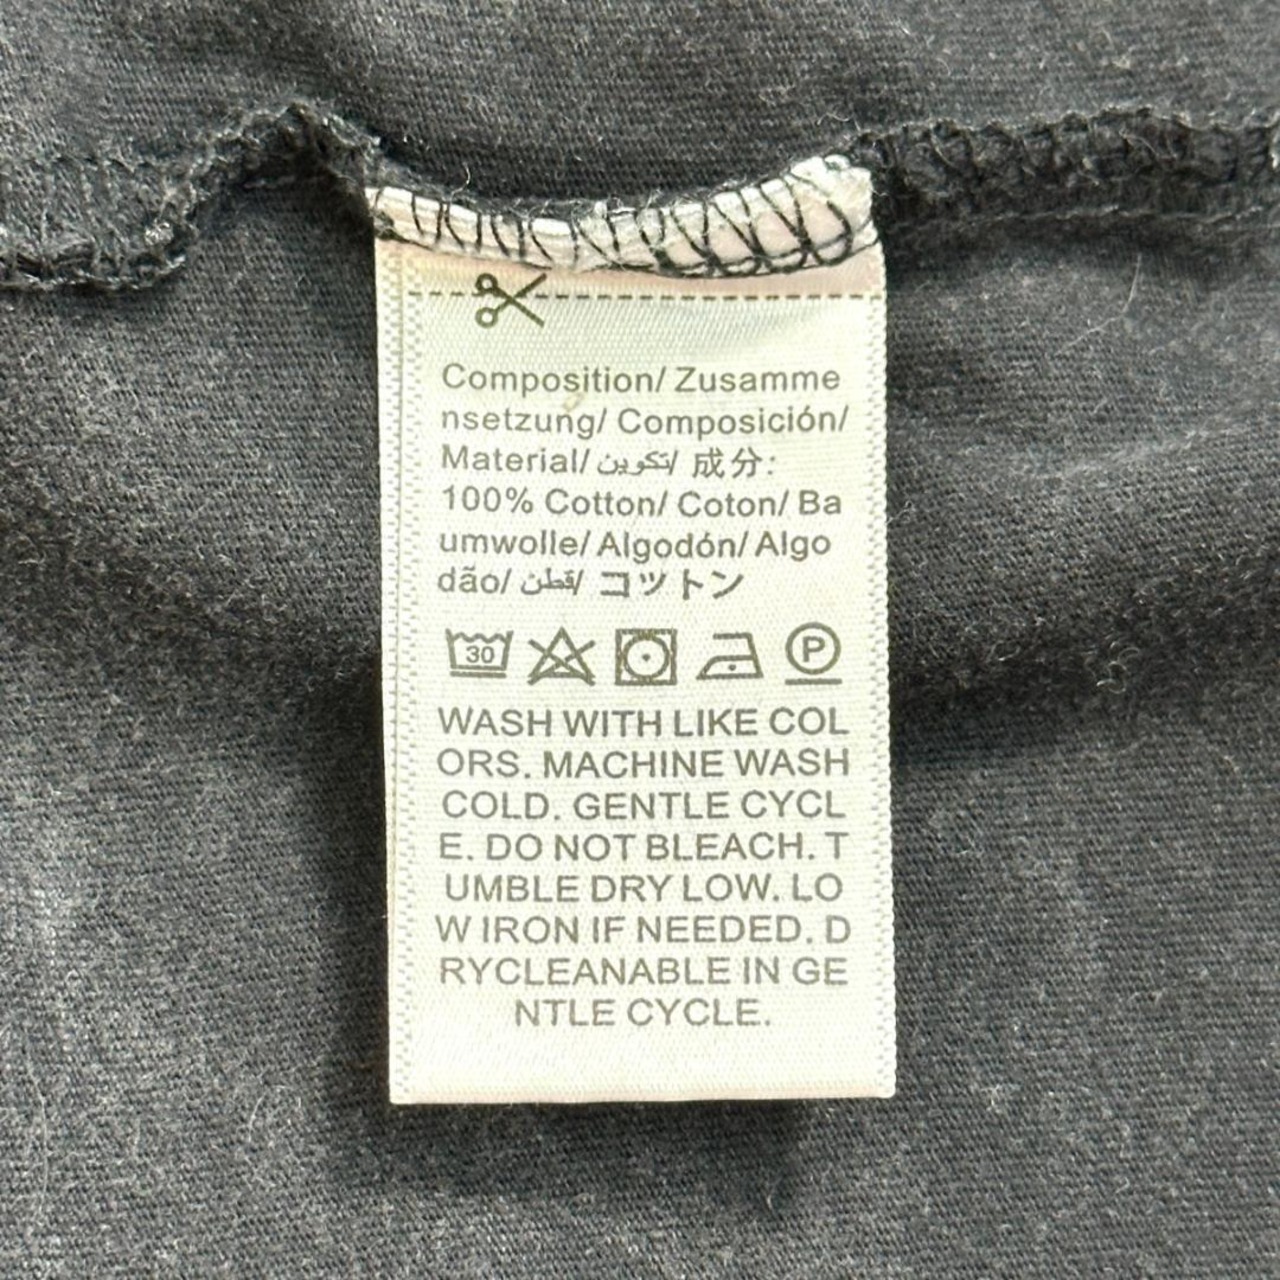 Composition/ Zusamme
nsetzung/ Composición/
Material/ تكوين/ 成分:
100% Cotton/ Coton/ Ba
umwolle/ Algodón/ Algo
dão/ قطن/ コットン
30 P
WASH WITH LIKE COL
ORS. MACHINE WASH
COLD. GENTLE CYCL
E. DO NOT BLEACH. T
UMBLE DRY LOW. LO
W IRON IF NEEDED. D
RYCLEANABLE IN GE
NTLE CYCLE.